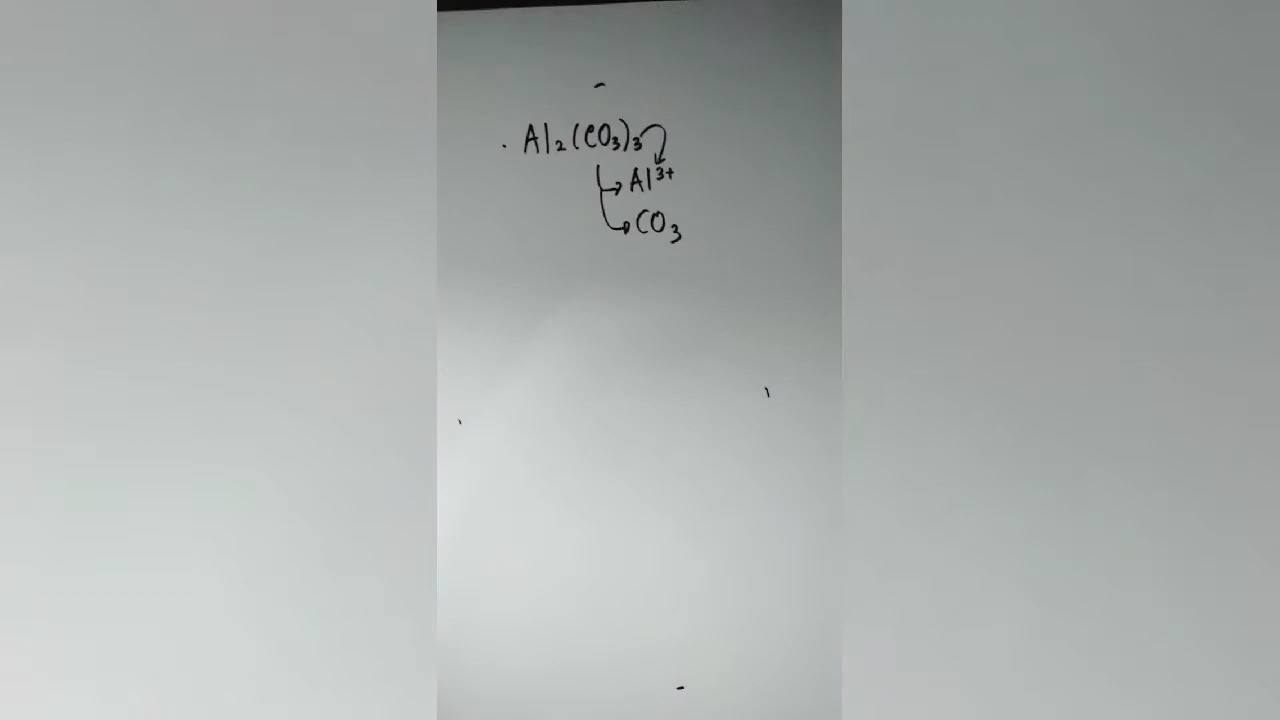 . Al₂(CO₃)₃
Al³⁺
CO₃